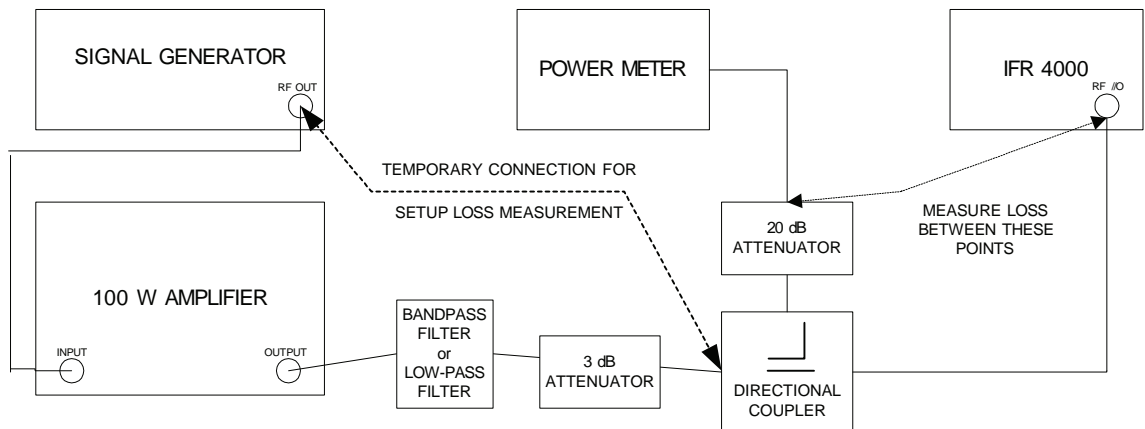 SIGNAL GENERATOR
RF OUT
POWER METER
IFR 4000
RF I/O
TEMPORARY CONNECTION FOR
SETUP LOSS MEASUREMENT
20 dB
ATTENUATOR
MEASURE LOSS
BETWEEN THESE
POINTS
100 W AMPLIFIER
INPUT
OUTPUT
BANDPASS
FILTER
or
LOW-PASS
FILTER
3 dB
ATTENUATOR
DIRECTIONAL
COUPLER